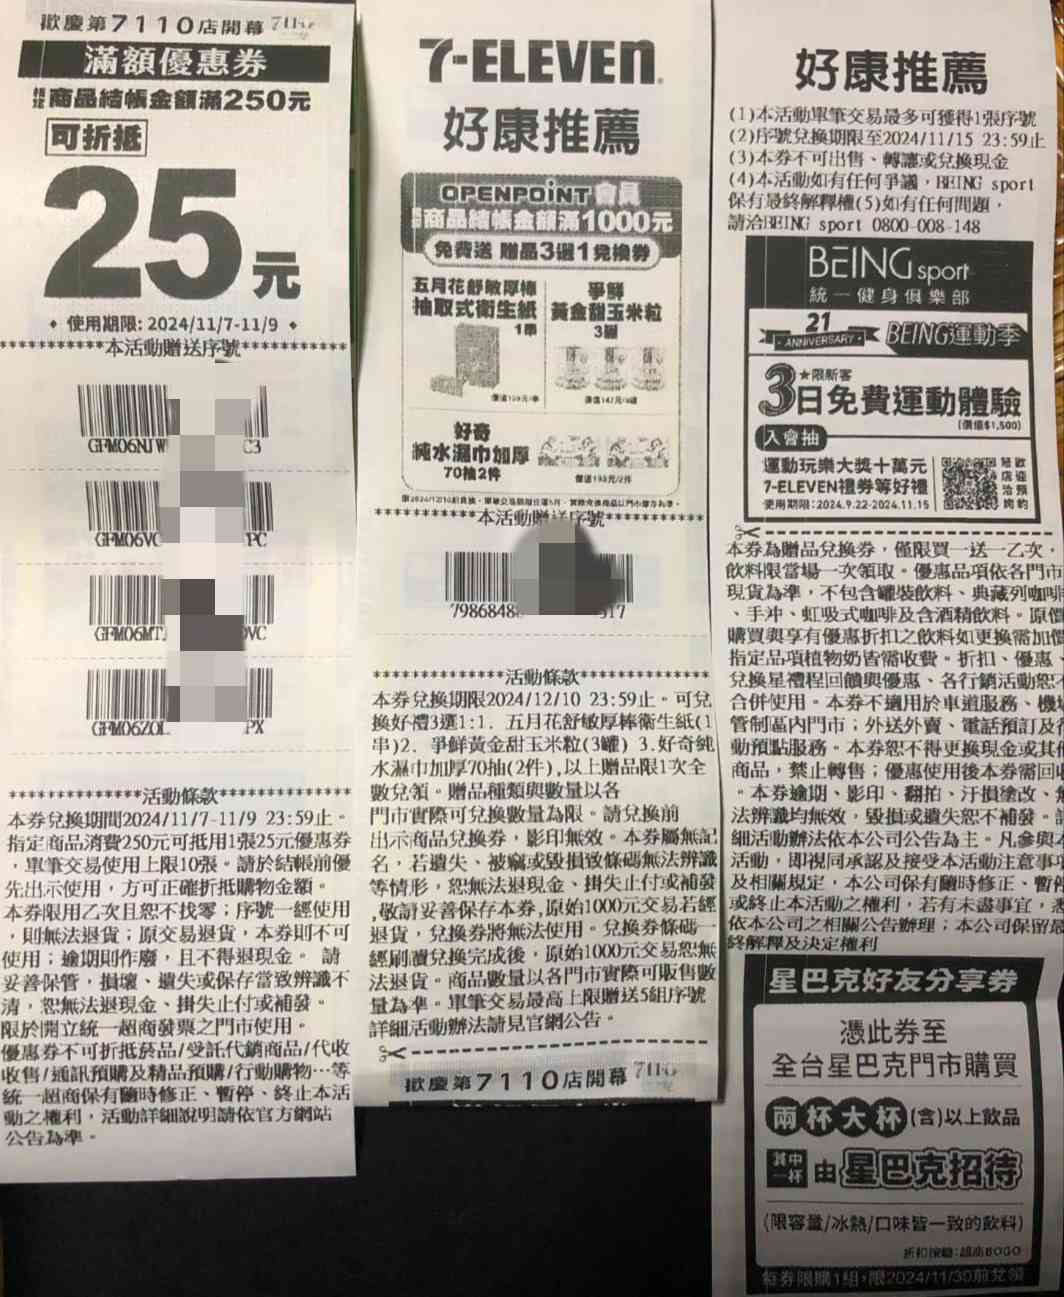 歡慶第7110店開幕
滿額優惠券
指定商品結帳金額滿250元
可折抵
25元
使用期限: 2024/11/7-11/9
**********本活動贈送序號**********
GFM06NJW
C3
GFM06VC
PC
GFM06MT
VC
GFM06ZOL
PX
**********活動條款**********
本券兌換期間2024/11/7-11/9 23:59止。
指定商品消費250元可抵用1張25元優惠券
，單筆交易使用上限10張。請於結帳前優
先出示使用，方可正確折抵購物金額。
本券限用乙次且恕不找零；序號一經使用
，則無法退貨；原交易退貨，本券則不可
使用；逾期則作廢，且不得退現金。 請
妥善保管，損壞、遺失或保存當致辨識不
清，恕無法退現金、掛失止付或補發。
限於開立統一超商發票之門市使用。
優惠券不可折抵菸品/受託代銷商品/代收
收售/通訊預購及精品預購/行動購物…等
統一超商保有隨時修正、暫停、終止本活
動之權利，活動詳細說明請依官方網站
公告為準。
7-ELEVEN
好康推薦
OPENPOINT 會員
商品結帳金額滿1000元
免費送 贈品3選1兌換券
五月花舒敏厚棒
抽取式衛生紙
1串
爭鮮
黃金甜玉米粒
3罐
好奇
純水濕巾加厚
70抽2件
**********本活動贈送序號**********
7986848
517
**********活動條款**********
本券兌換期限2024/12/10 23:59止。可兌
換好禮3選1:1. 五月花舒敏厚棒衛生紙(1
串)2. 爭鮮黃金甜玉米粒(3罐) 3.好奇純
水濕巾加厚70抽(2件),以上贈品限1次全
數兌領。贈品種類與數量以各
門市實際可兌換數量為限。請兌換前
出示商品兌換券，影印無效。本券屬無記
名，若遺失、被竊或毀損致條碼無法辨識
等情形，恕無法退現金、掛失止付或補發
,敬請妥善保存本券,原始1000元交易若經
退貨，兌換券將無法使用。兌換券條碼一
經刷讀兌換完成後，原始1000元交易恕無
法退貨。商品數量以各門市實際可販售數
量為準。單筆交易最高上限贈送5組序號
詳細活動辦法請見官網公告。
歡慶第7110店開幕
好康推薦
(1)本活動單筆交易最多可獲得1張序號
(2)序號兌換期限至2024/11/15 23:59止
(3)本券不可出售、轉讓或兌換現金
(4)本活動如有任何爭議，BEING sport
保有最終解釋權(5)如有任何問題，
請洽BEING sport 0800-008-148
BEING sport
統一健身俱樂部
21
ANNIVERSARY
BEING運動季
★限新客
3日免費運動體驗
(價值$1,500)
入會抽
運動玩樂大獎十萬元
7-ELEVEN禮券等好禮
使用期限：2024.9.22-2024.11.15
歡迎預約
蒞店洽詢
本券為贈品兌換券，僅限買一送一乙次，
飲料限當場一次領取。優惠品項依各門市
現貨為準，不包含罐裝飲料、典藏列咖啡
、手沖、虹吸式咖啡及含酒精飲料。原價
購買與享有優惠折扣之飲料如更換需加價
指定品項植物奶皆需收費。折扣、優惠、
兌換星禮程回饋與優惠、各行銷活動恕不
合併使用。本券不適用於車道服務、機場
管制區內門市；外送外賣、電話預訂及行
動預點服務。本券恕不得更換現金或其他
商品，禁止轉售；優惠使用後本券需回收
。本券逾期、影印、翻拍、汙損塗改、無
法辨識均無效，毀損或遺失恕不補發。詳
細活動辦法依本公司公告為主。凡參與本
活動，即視同承認及接受本活動注意事項
及相關規定，本公司保有隨時修正、暫停
或終止本活動之權利，若有未盡事宜，悉
依本公司之相關公告辦理；本公司保留最
終解釋及決定權利
星巴克好友分享券
憑此券至
全台星巴克門市購買
兩杯大杯(含)以上飲品
其中一杯由星巴克招待
(限容量/冰熱/口味皆一致的飲料)
折扣按鍵:超商BOGO
每券限購1組,限2024/11/30前兌領